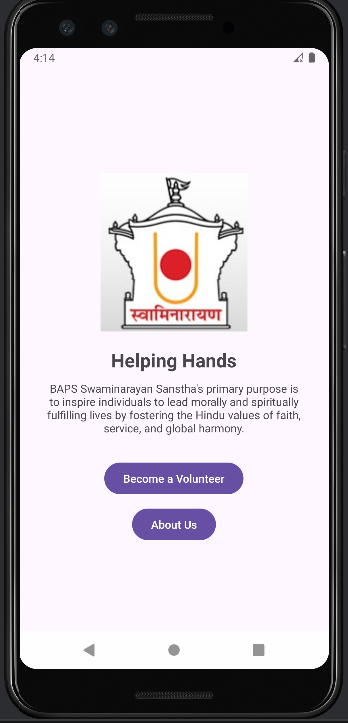 4:14
स्वामिनारायण
Helping Hands
BAPS Swaminarayan Sanstha's primary purpose is
to inspire individuals to lead morally and spiritually
fulfilling lives by fostering the Hindu values of faith,
service, and global harmony.
Become a Volunteer
About Us